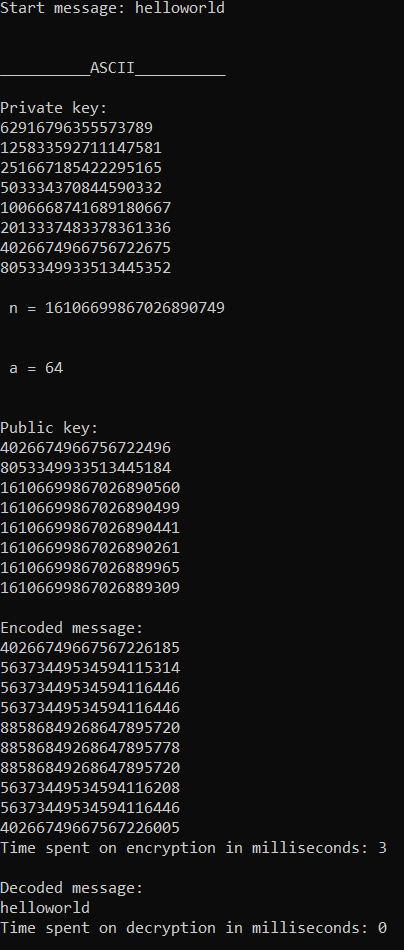 Start message: helloworld
__________ASCII__________
Private key:
62916796355573789
125833592711147581
251667185422295165
503334370844590332
1006668741689180667
2013337483378361336
4026674966756722675
8053349933513445352
n = 16106699867026890749
a = 64
Public key:
4026674966756722496
8053349933513445184
16106699867026890560
16106699867026890499
16106699867026890441
16106699867026890261
16106699867026889965
16106699867026889309
Encoded message:
40266749667567226185
56373449534594115314
56373449534594116446
56373449534594116446
88586849268647895720
88586849268647895778
88586849268647895720
56373449534594116208
56373449534594116446
40266749667567226005
Time spent on encryption in milliseconds: 3
Decoded message:
helloworld
Time spent on decryption in milliseconds: 0